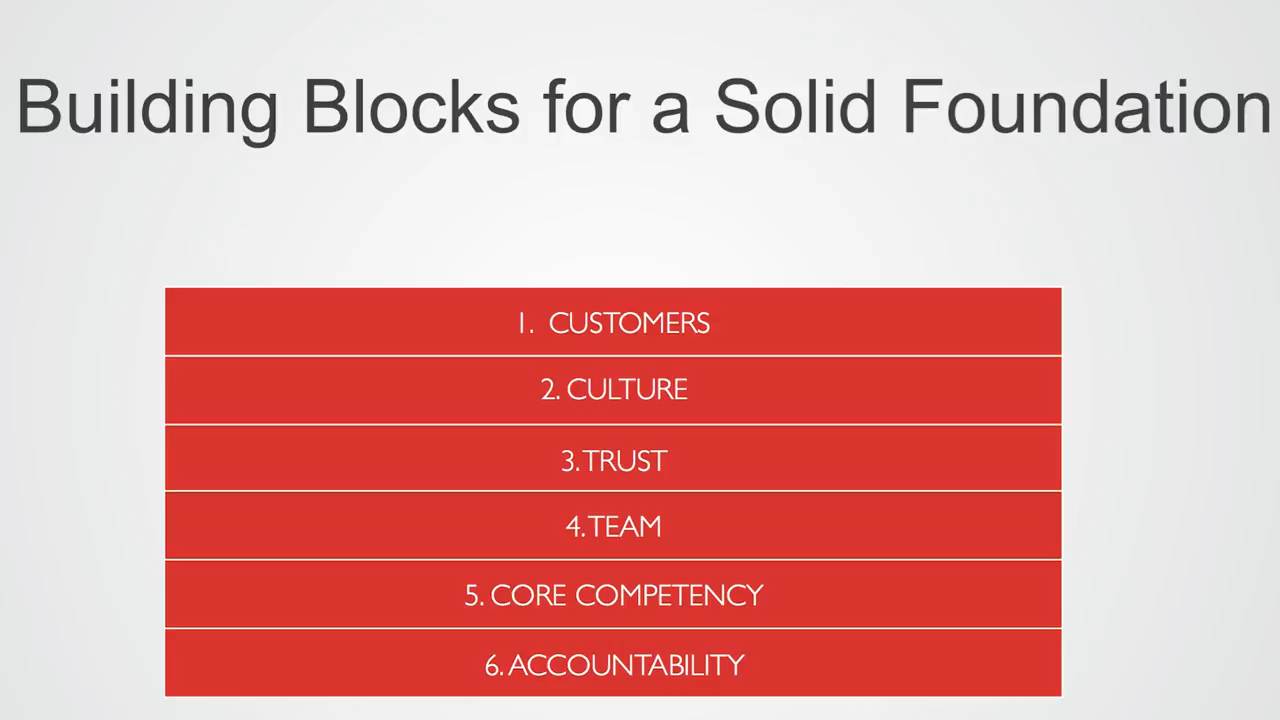 Building Blocks for a Solid Foundation
1. CUSTOMERS
2. CULTURE
3. TRUST
4. TEAM
5. CORE COMPETENCY
6. ACCOUNTABILITY